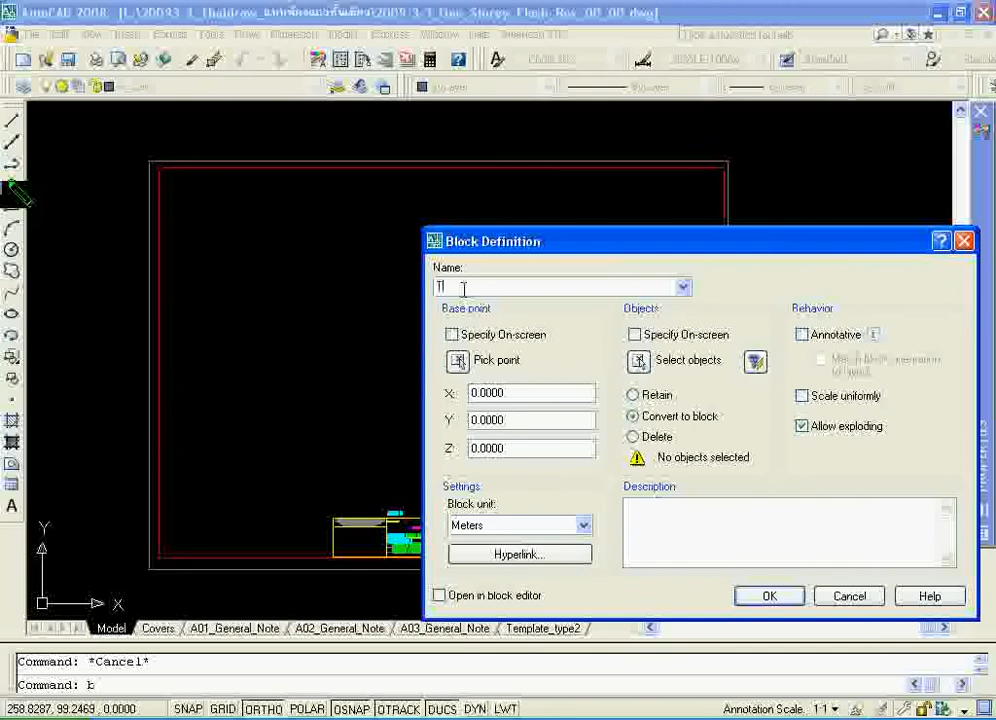 AutoCAD 2008
Block Definition
Name:
Base point
Specify On-screen
Pick point
X: 0.0000
Y: 0.0000
Z: 0.0000
Objects
Specify On-screen
Select objects
Retain
Convert to block
Delete
No objects selected
Behavior
Annotative
Scale uniformly
Allow exploding
Settings
Block unit:
Meters
Hyperlink...
Description
Open in block editor
OK Cancel Help
Y
X
Model Covers A01_General_Note A02_General_Note A03_General_Note Template_type2
Command: *Cancel*
Command: b
258.8287, 99.2469, 0.0000 SNAP GRID ORTHO POLAR OSNAP OTRACK DUCS DYN LWT Annotation Scale: 1:1